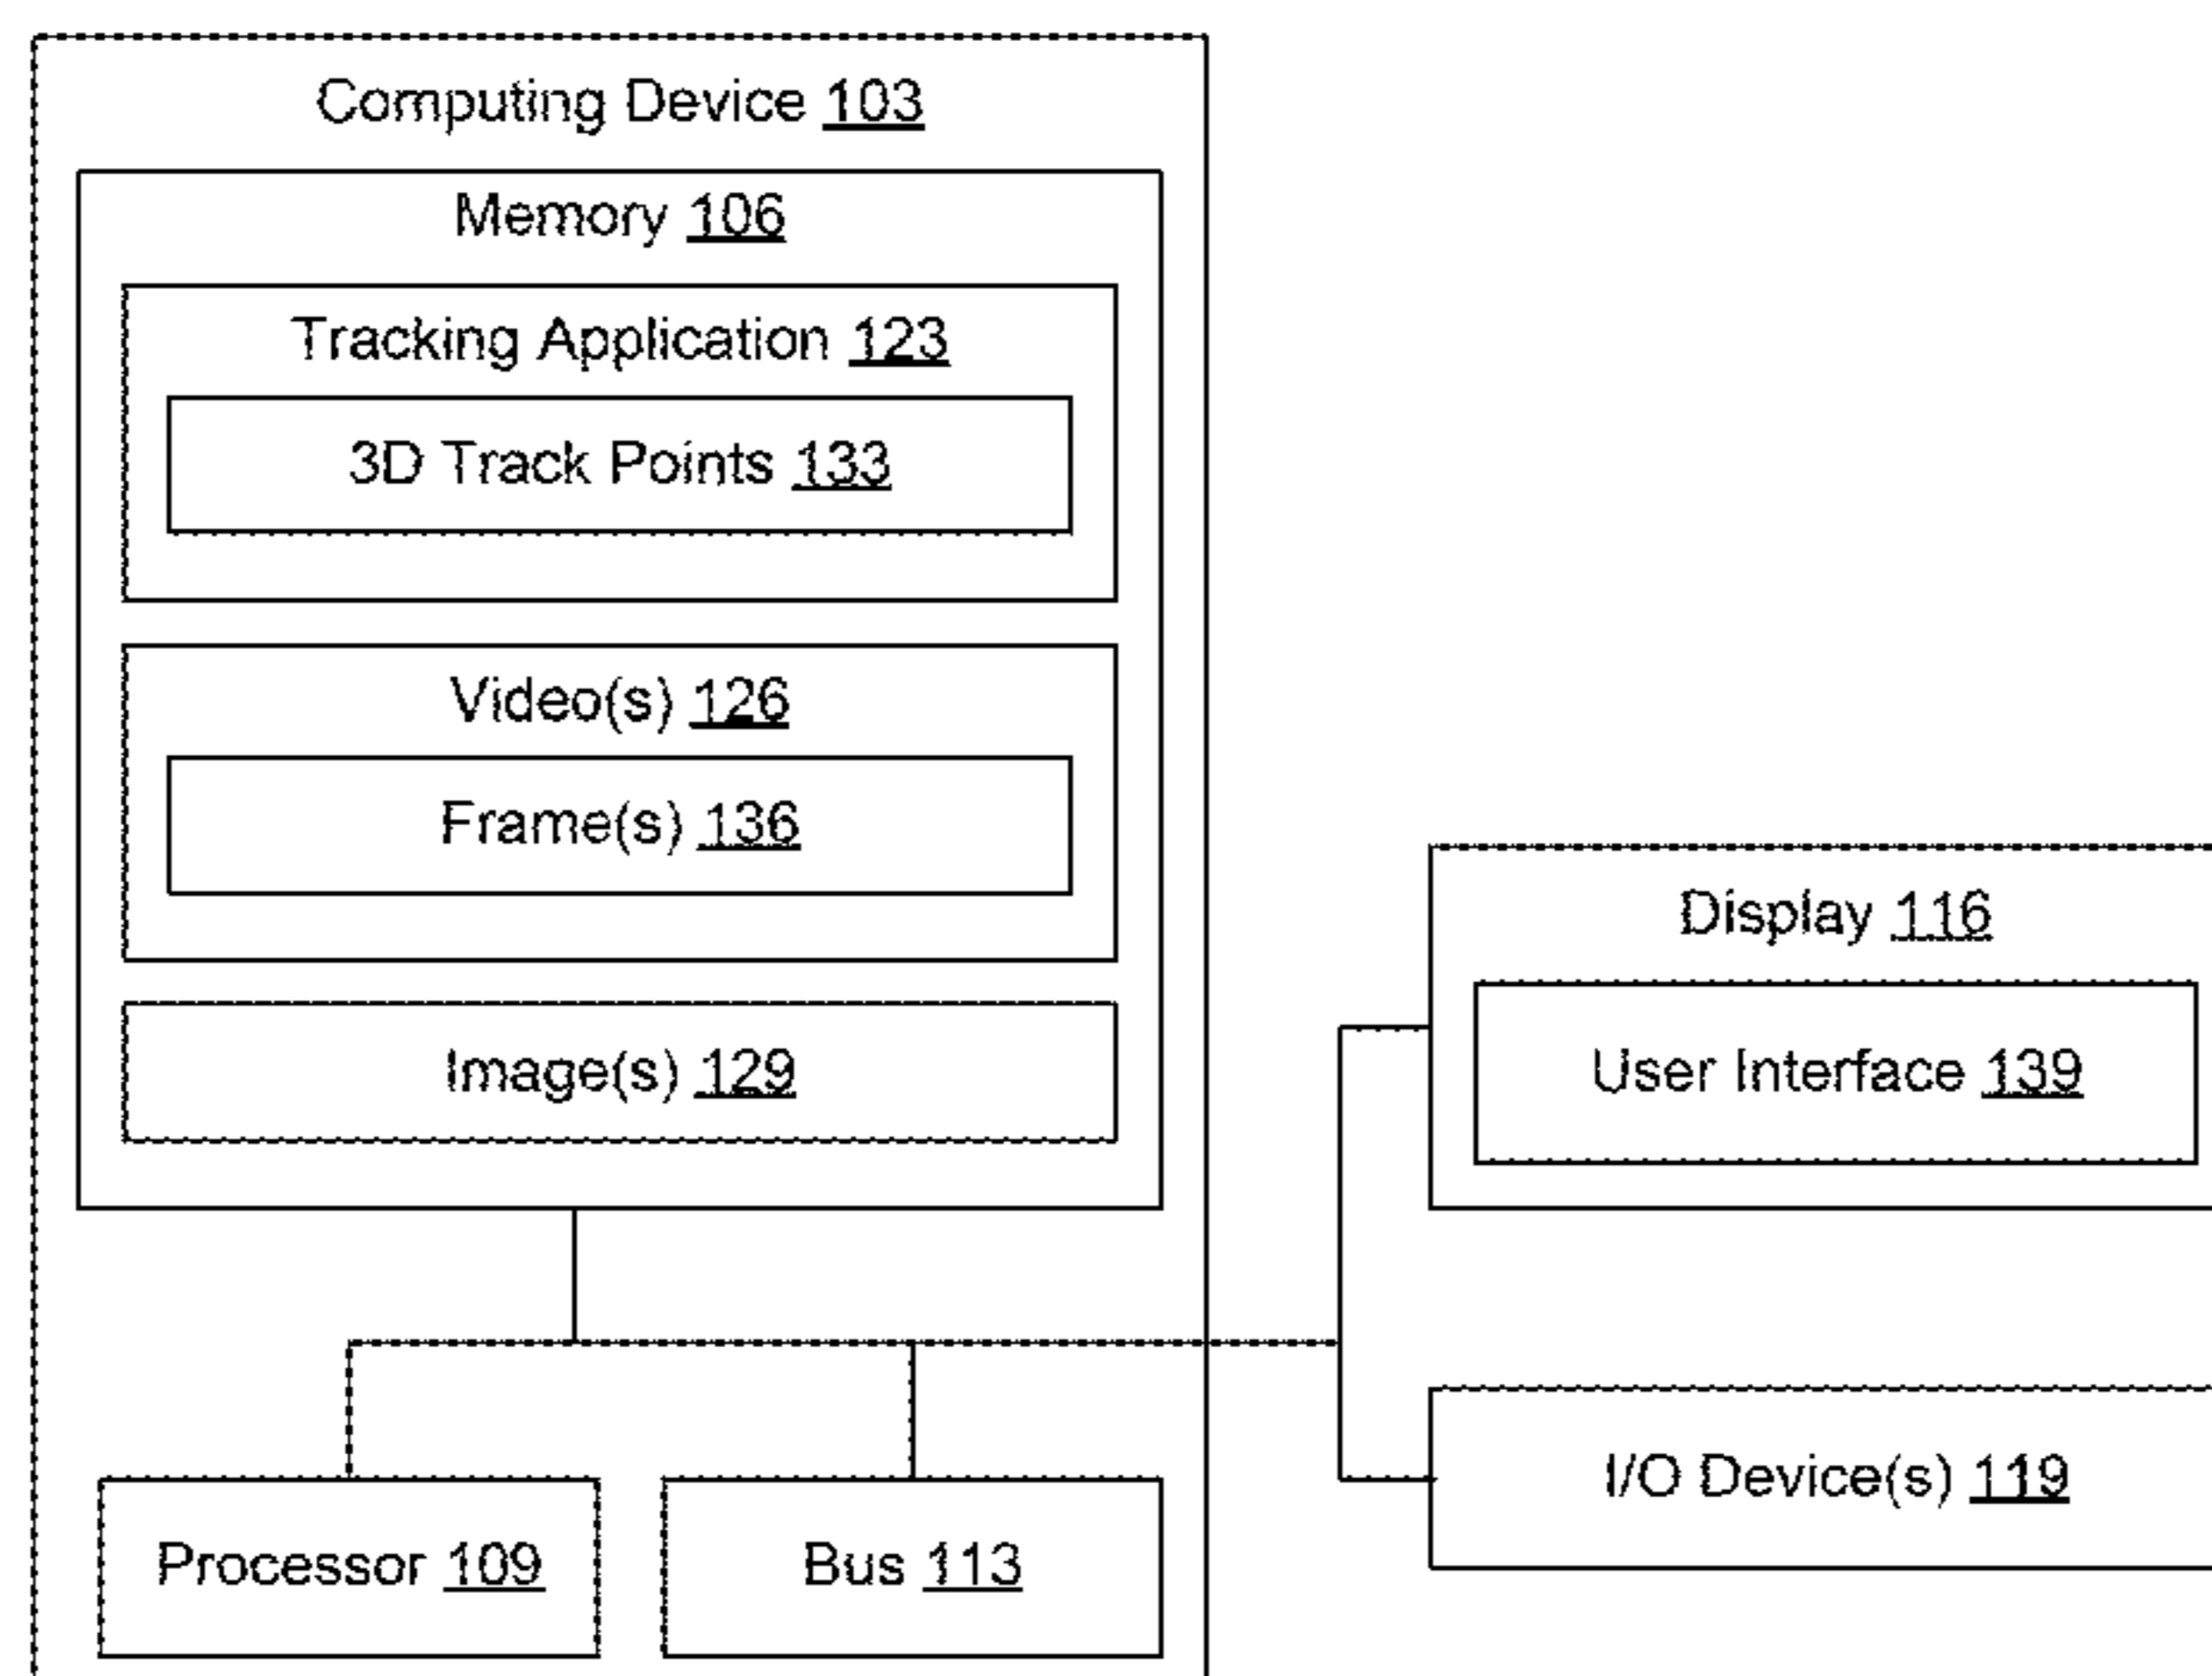 Computing Device 103
Memory 106
Tracking Application 123
3D Track Points 133
Video(s) 126
Frame(s) 136
Image(s) 129
Display 116
User Interface 139
I/O Device(s) 119
Processor 109
Bus 113